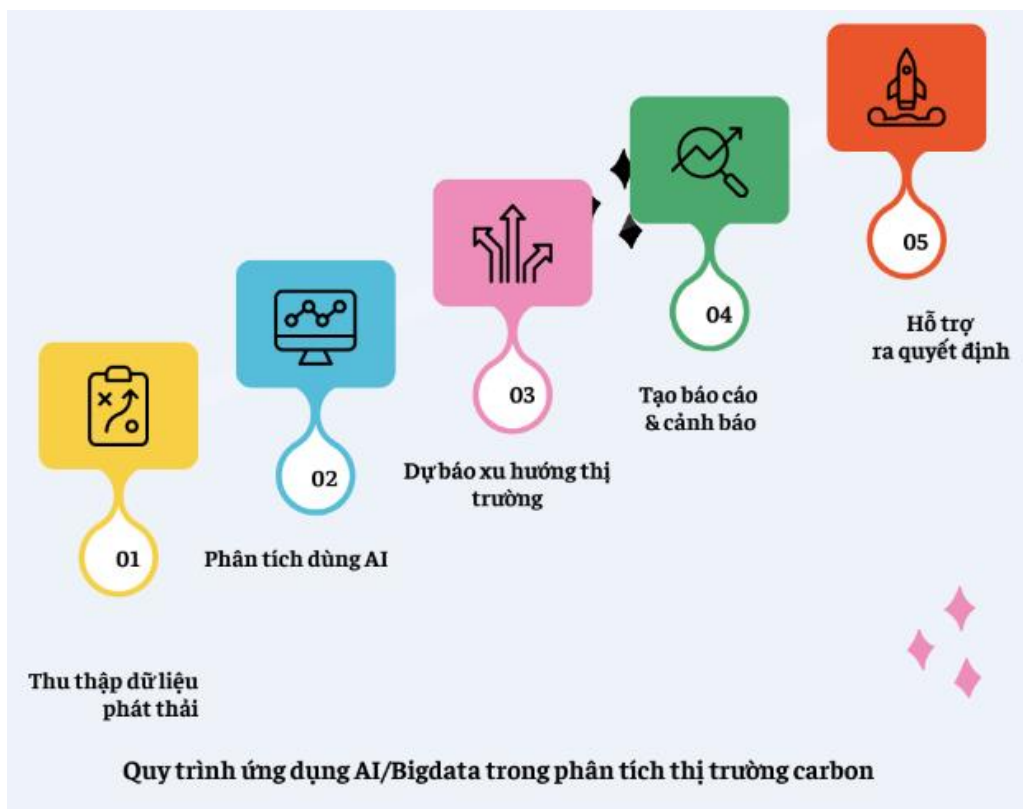 01
Thu thập dữ liệu
phát thải
02
Phân tích dùng AI
03
Dự báo xu hướng thị
trường
04
Tạo báo cáo
& cảnh báo
05
Hỗ trợ
ra quyết định
Quy trình ứng dụng AI/Bigdata trong phân tích thị trường carbon